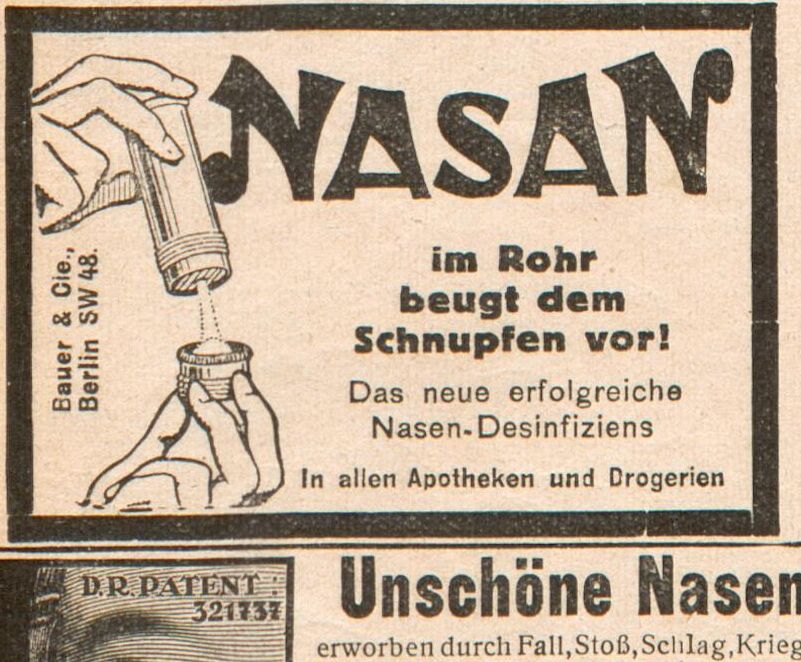 NASAN
im Rohr
beugt dem
Schnupfen vor!
Das neue erfolgreiche
Nasen-Desinfiziens
In allen Apotheken und Drogerien
Bauer & Cie.,
Berlin SW 48.
D.R.PATENT:
321737
Unschöne Nasen
erworben durch Fall, Stoß, Schlag, Krieg